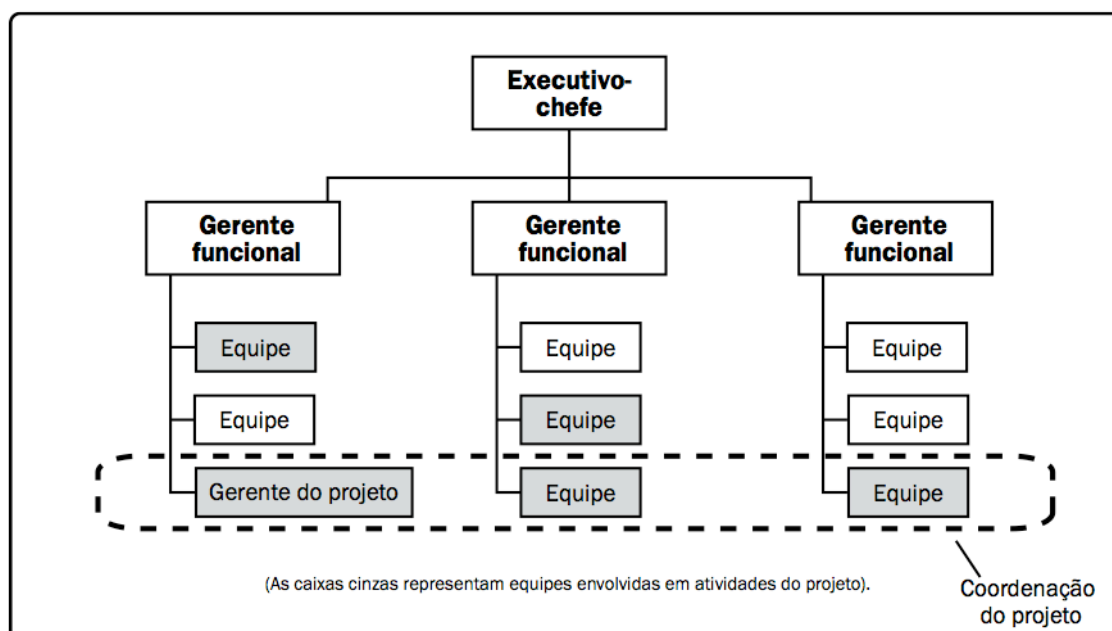 Executivo-
chefe
Gerente
funcional
Gerente
funcional
Gerente
funcional
Equipe
Equipe
Equipe
Equipe
Equipe
Equipe
Gerente do projeto
Equipe
Equipe
(As caixas cinzas representam equipes envolvidas em atividades do projeto).
Coordenação
do projeto